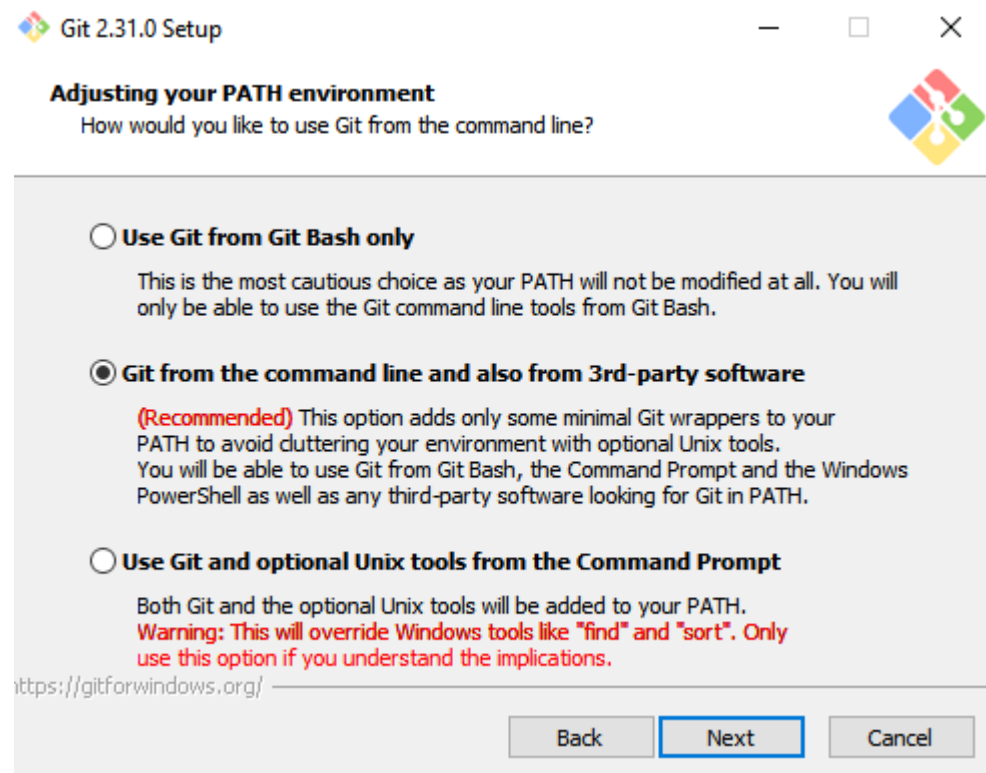 Git 2.31.0 Setup
Adjusting your PATH environment
How would you like to use Git from the command line?
Use Git from Git Bash only
This is the most cautious choice as your PATH will not be modified at all. You will
only be able to use the Git command line tools from Git Bash.
Git from the command line and also from 3rd-party software
(Recommended) This option adds only some minimal Git wrappers to your
PATH to avoid cluttering your environment with optional Unix tools.
You will be able to use Git from Git Bash, the Command Prompt and the Windows
PowerShell as well as any third-party software looking for Git in PATH.
Use Git and optional Unix tools from the Command Prompt
Both Git and the optional Unix tools will be added to your PATH.
Warning: This will override Windows tools like "find" and "sort". Only
use this option if you understand the implications.
https://gitforwindows.org/
Back
Next
Cancel